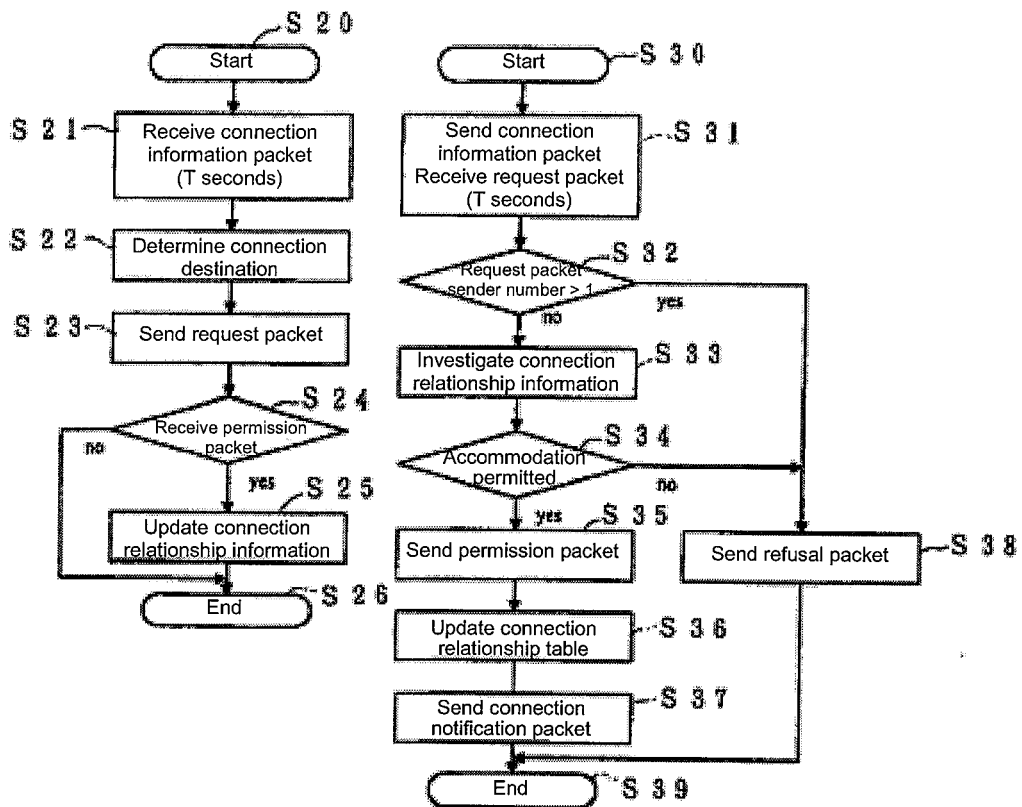 S 2 0
Start
S 2 1
Receive connection
information packet
(T seconds)
S 2 2
Determine connection
destination
S 2 3
Send request packet
S 2 4
Receive permission
packet
no
yes
S 2 5
Update connection
relationship information
End
S 2 6
Start
S 3 0
Send connection
information packet
Receive request packet
(T seconds)
S 3 1
S 3 2
Request packet
sender number > 1
yes
no
Investigate connection
relationship information
S 3 3
S 3 4
Accommodation
permitted
no
yes
S 3 5
Send permission packet
Send refusal packet
S 3 8
Update connection
relationship table
S 3 6
Send connection
notification packet
S 3 7
End
S 3 9